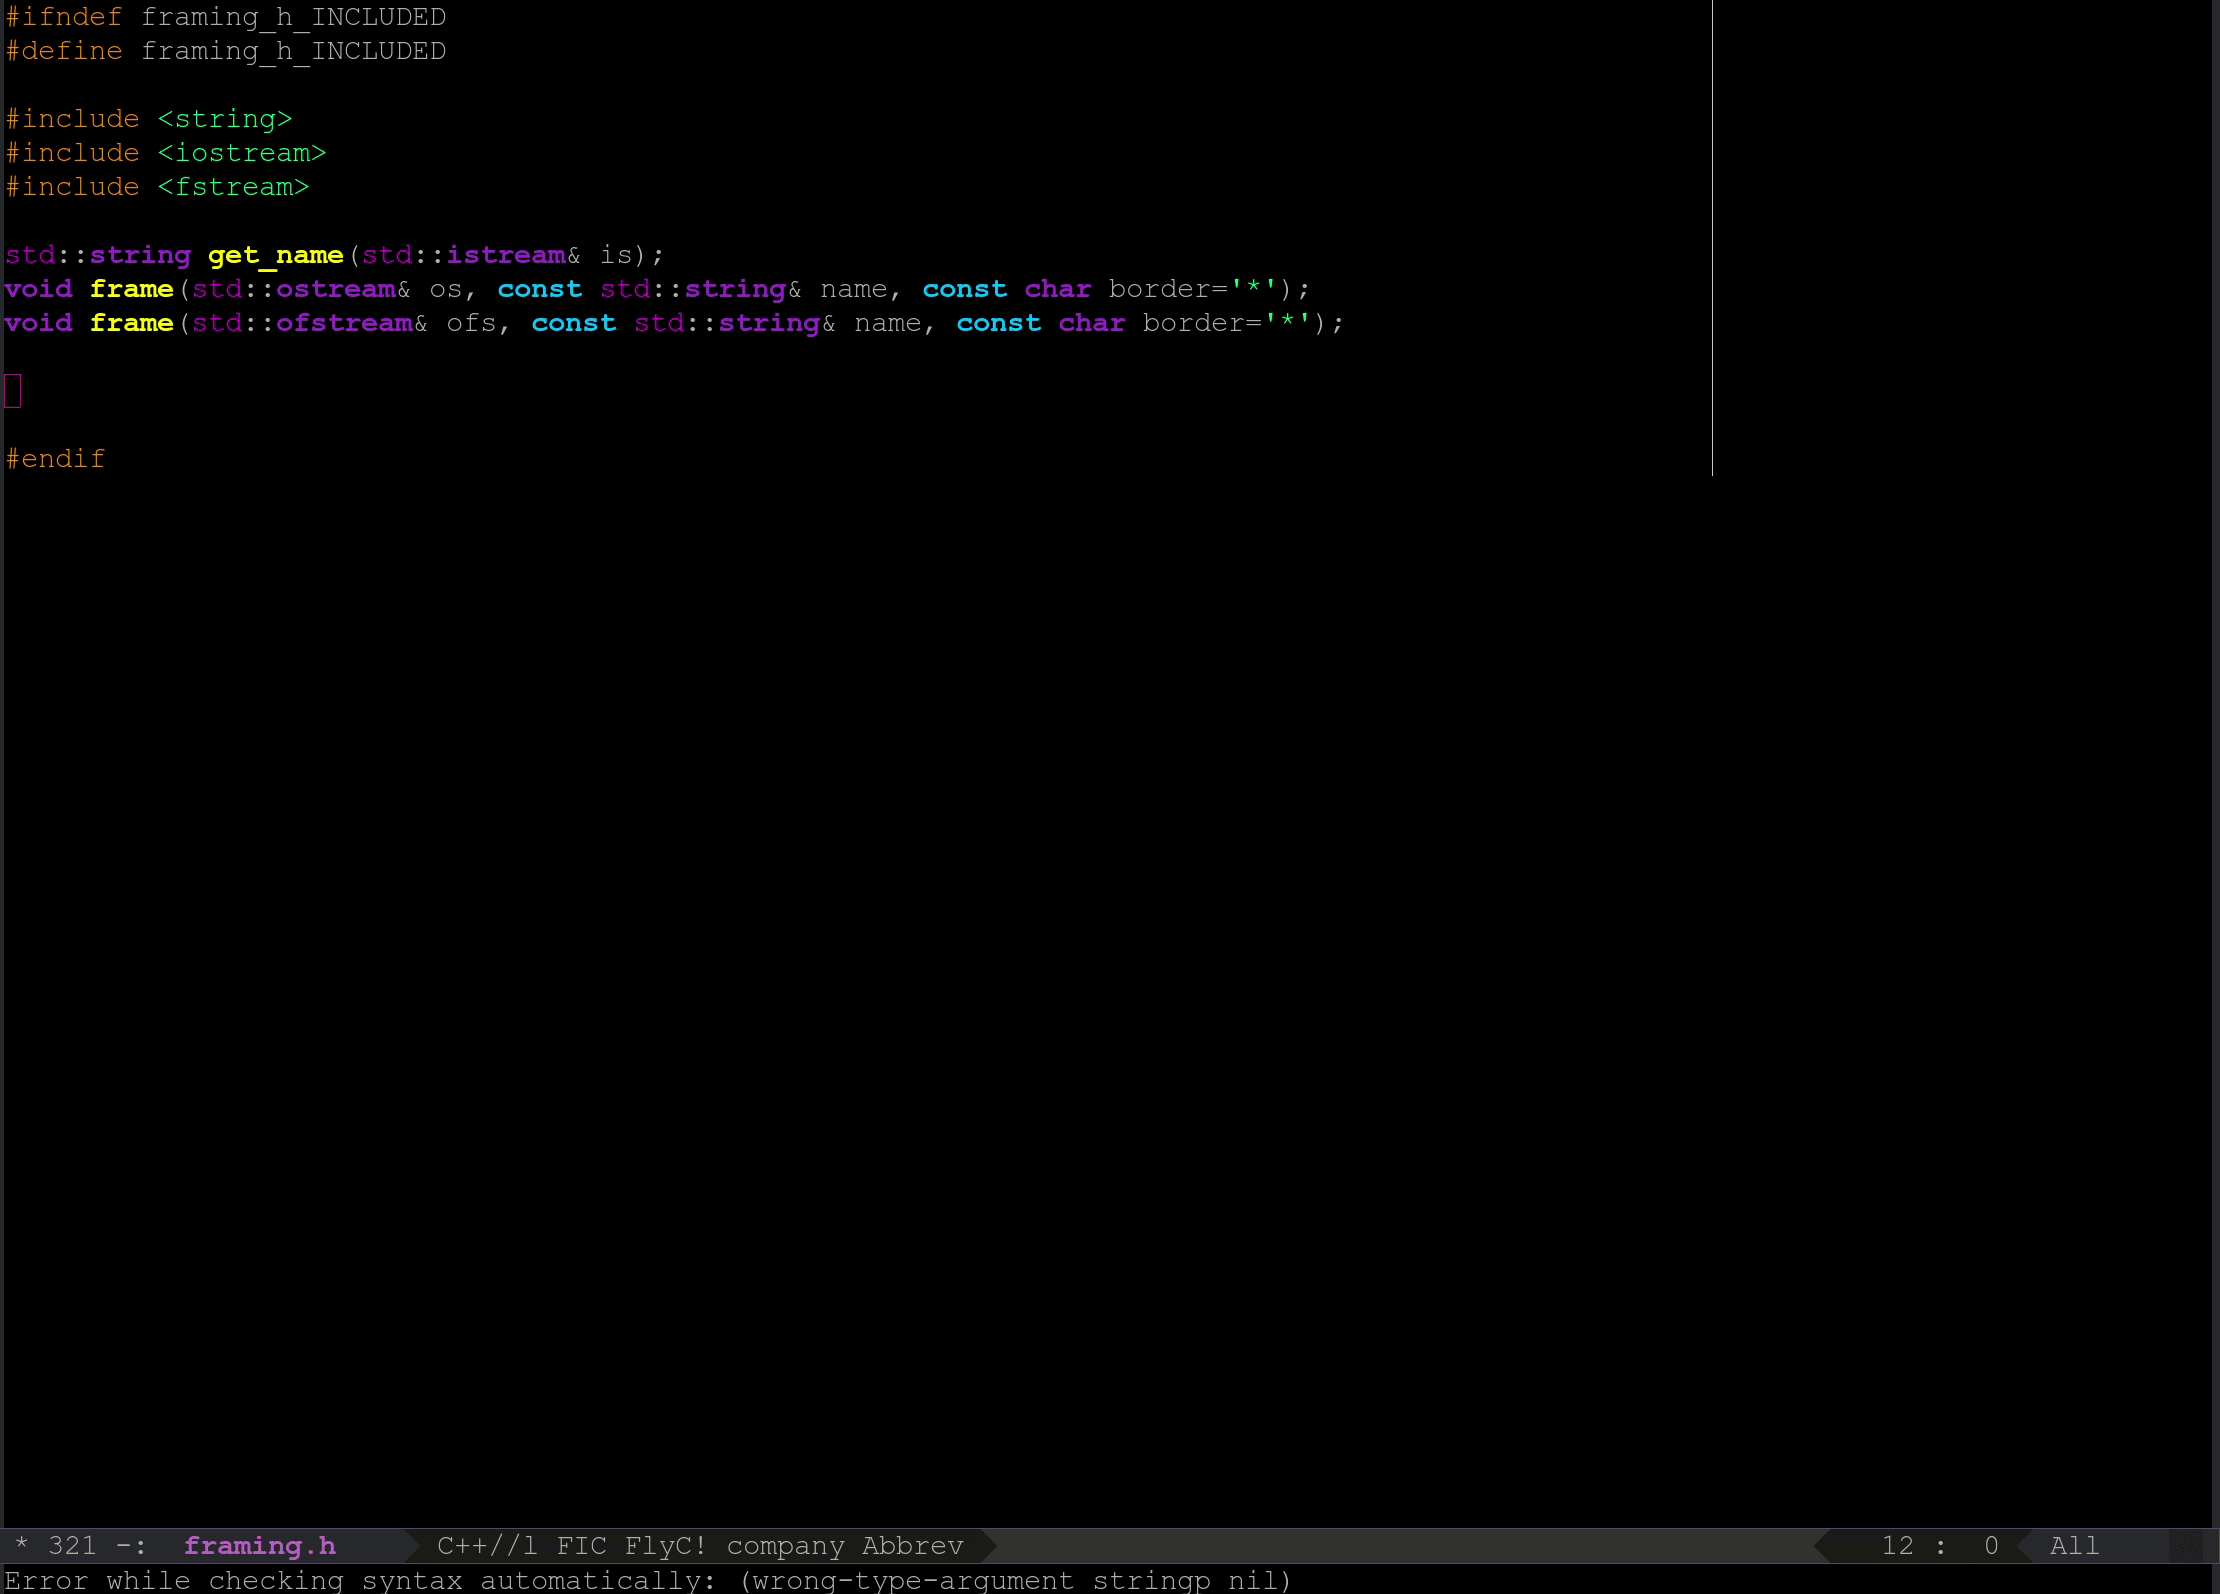 #ifndef framing_h_INCLUDED
#define framing_h_INCLUDED
#include <string>
#include <iostream>
#include <fstream>
std::string get_name(std::istream& is);
void frame(std::ostream& os, const std::string& name, const char border='*');
void frame(std::ofstream& ofs, const std::string& name, const char border='*');
#endif
* 321 -: framing.h C++//l FIC FlyC! company Abbrev 12 : 0 All
Error while checking syntax automatically: (wrong-type-argument stringp nil)